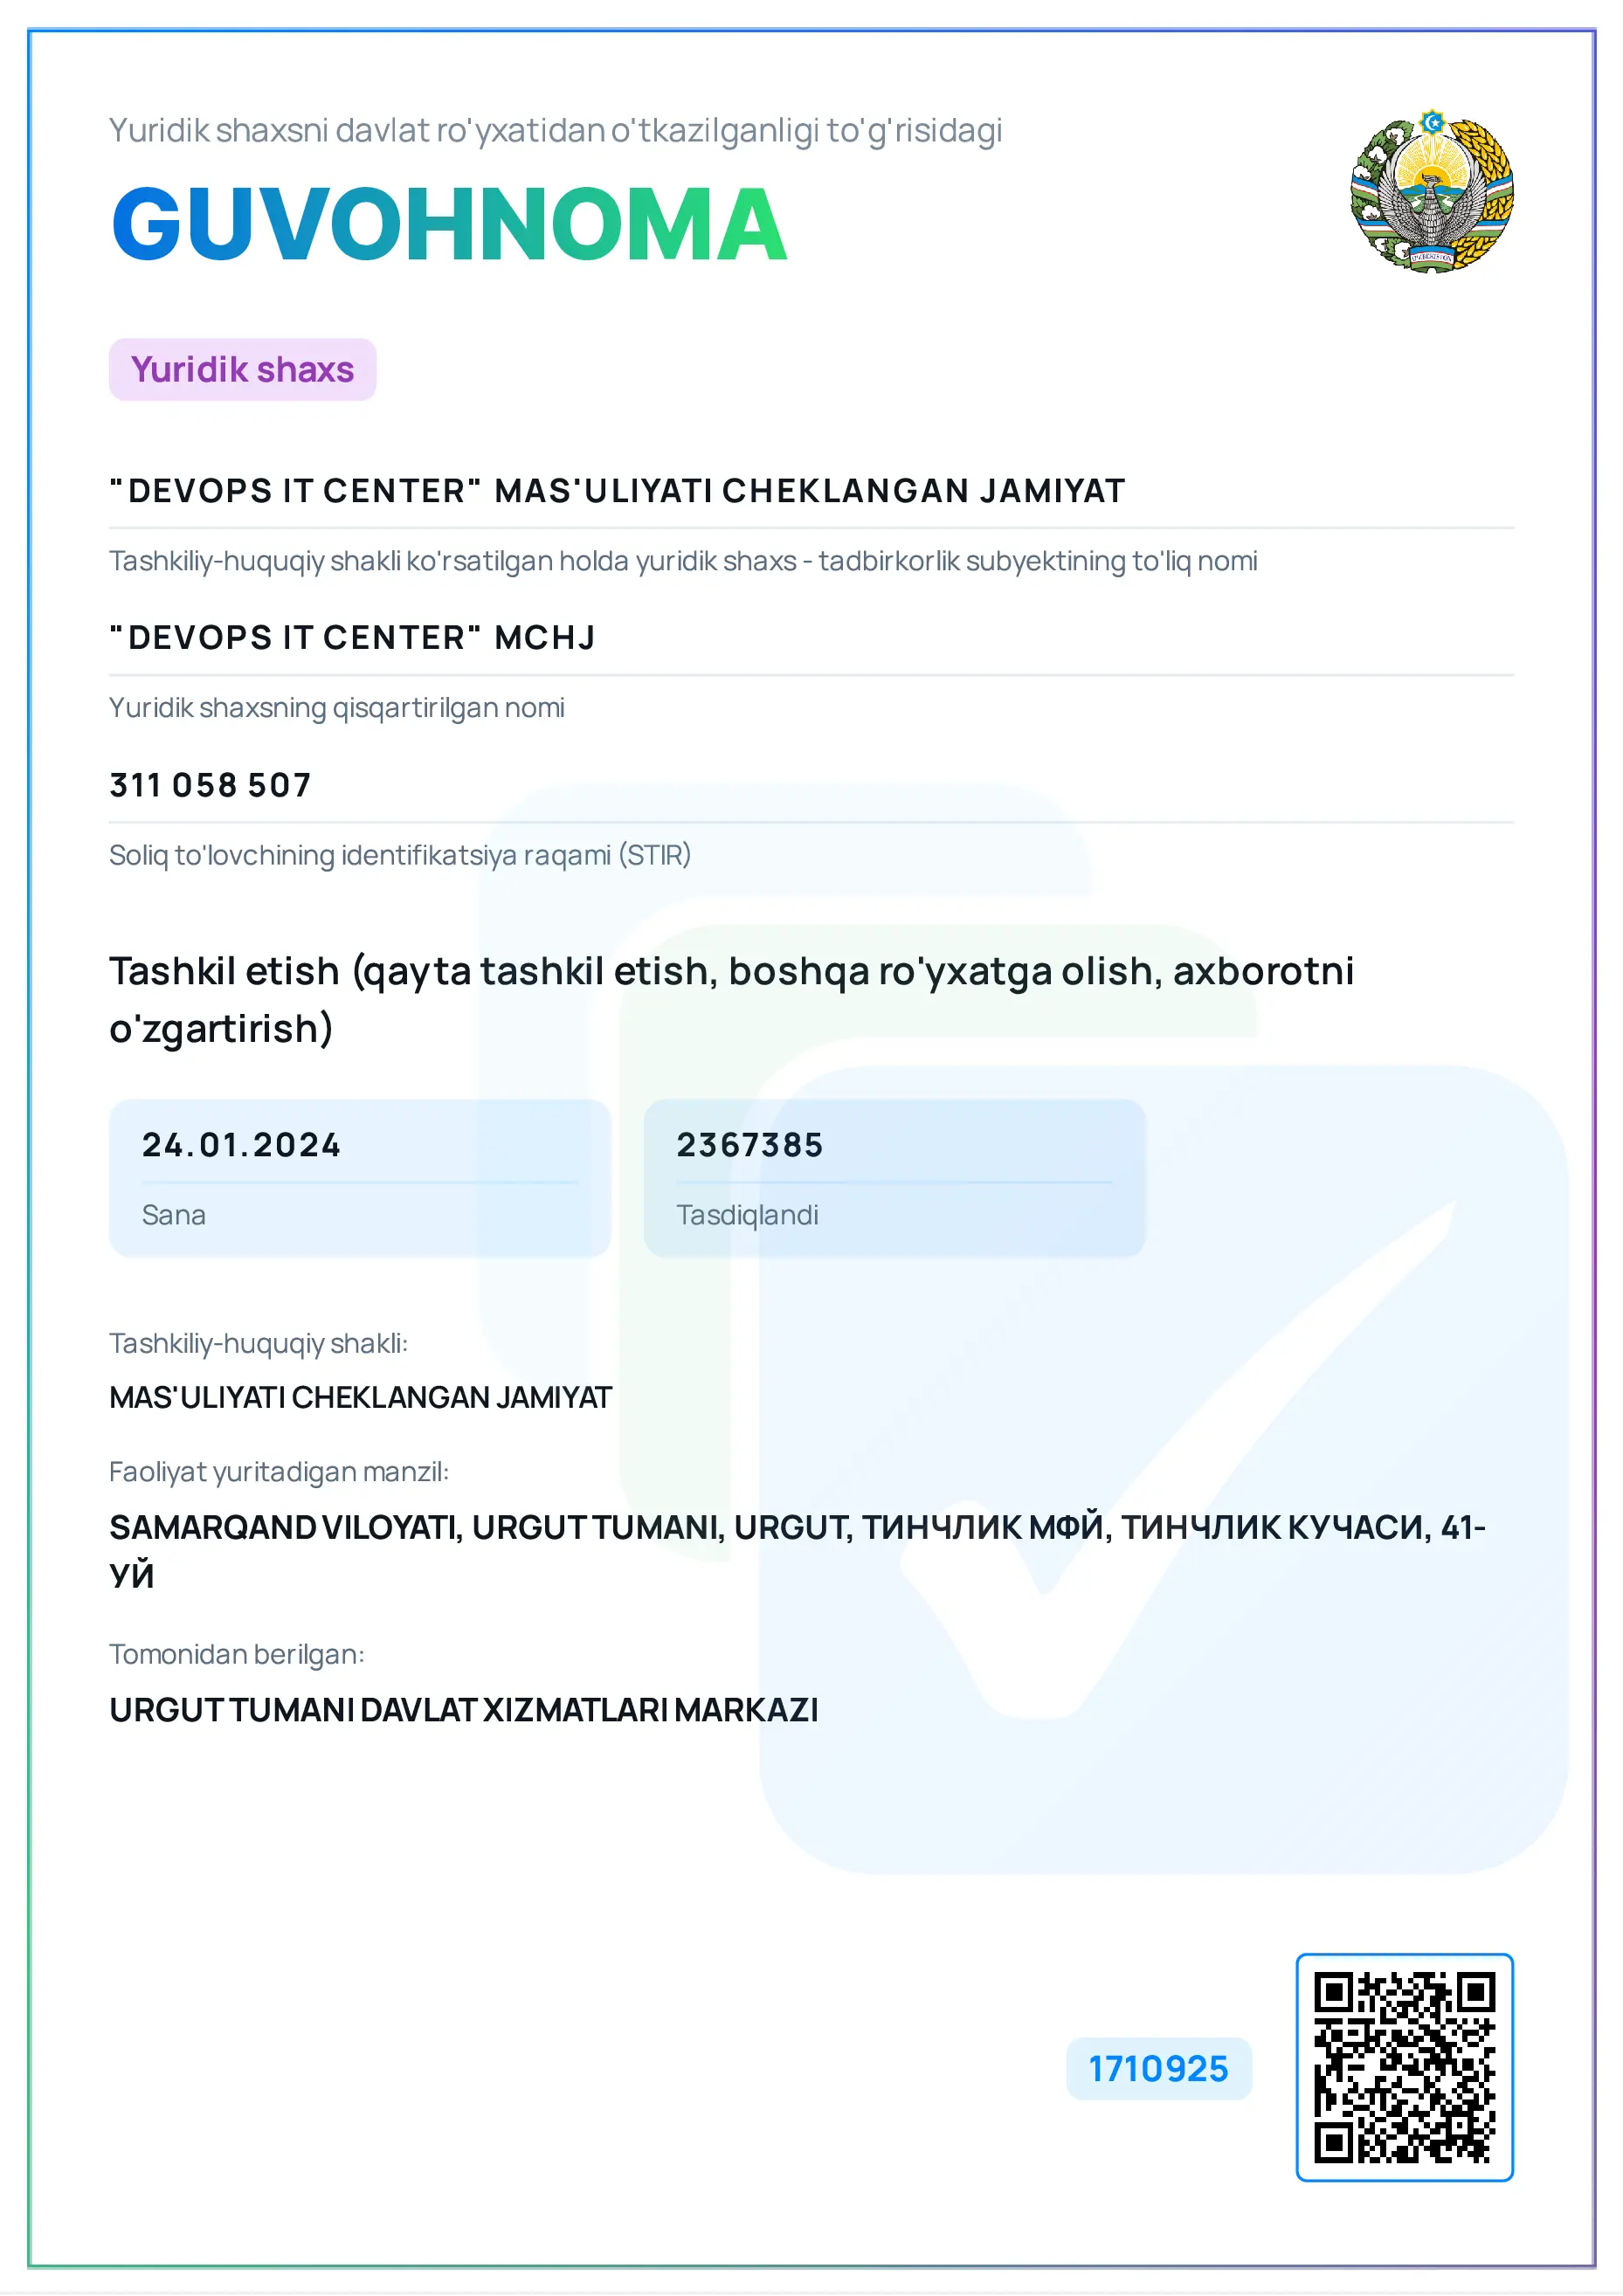 Yuridik shaxsni davlat ro'yxatidan o'tkazilganligi to'g'risidagi
GUVOHNOMA
Yuridik shaxs
"DEVOPS IT CENTER" MAS'ULIYATI CHEKLANGAN JAMIYAT
Tashkiliy-huquqiy shakli ko'rsatilgan holda yuridik shaxs - tadbirkorlik subyektining to'liq nomi
"DEVOPS IT CENTER" MCHJ
Yuridik shaxsning qisqartirilgan nomi
311 058 507
Soliq to'lovchining identifikatsiya raqami (STIR)
Tashkil etish (qayta tashkil etish, boshqa ro'yxatga olish, axborotni
o'zgartirish)
24.01.2024
Sana
2367385
Tasdiqlandi
Tashkiliy-huquqiy shakli:
MAS'ULIYATI CHEKLANGAN JAMIYAT
Faoliyat yuritadigan manzil:
SAMARQAND VILOYATI, URGUT TUMANI, URGUT, ТИНЧЛИК МФЙ, ТИНЧЛИК КУЧАСИ, 41-
УЙ
Tomonidan berilgan:
URGUT TUMANI DAVLAT XIZMATLARI MARKAZI
1710925